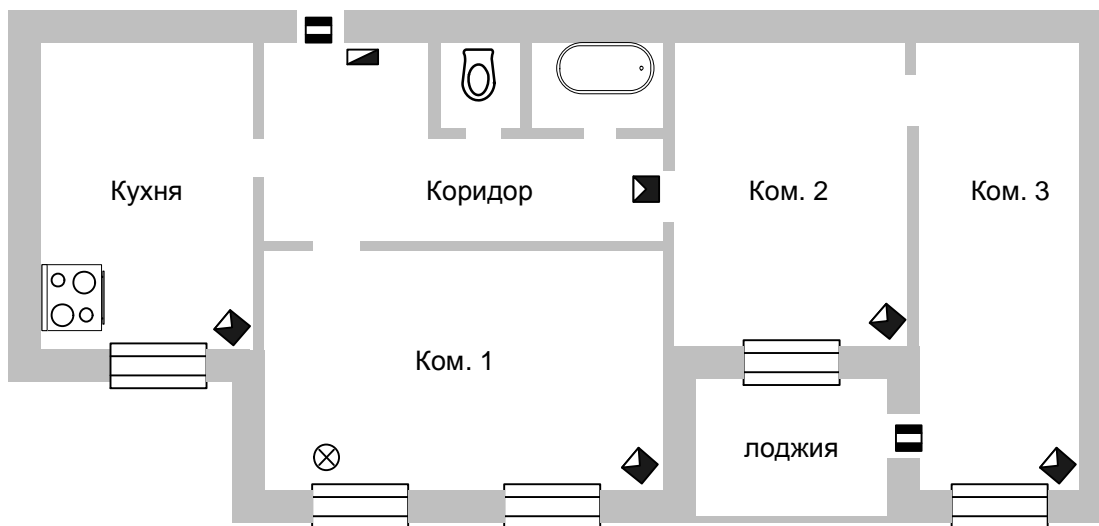 Кухня
Коридор
Ком. 2
Ком. 3
Ком. 1
лоджия